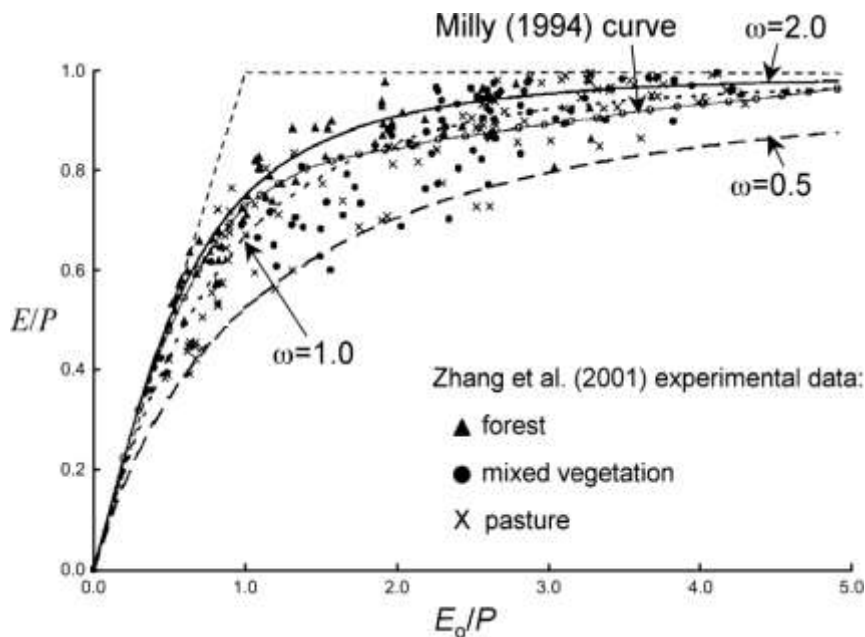 Milly (1994) curve
ω=2.0
1.0
0.8
ω=0.5
0.6
E/P
ω=1.0
0.4
Zhang et al. (2001) experimental data:
forest
0.2
mixed vegetation
pasture
0.0
0.0 1.0 2.0 3.0 4.0 5.0
Eₒ/P